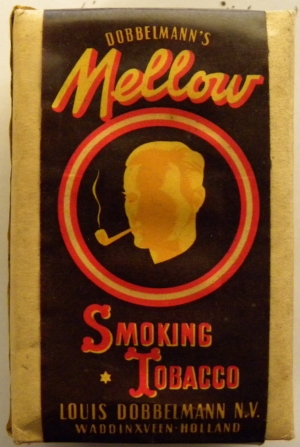 DOBBELMANN'S
Mellow
SMOKING
TOBACCO
LOUIS DOBBELMANN N.V.
WADDINXVEEN-HOLLAND